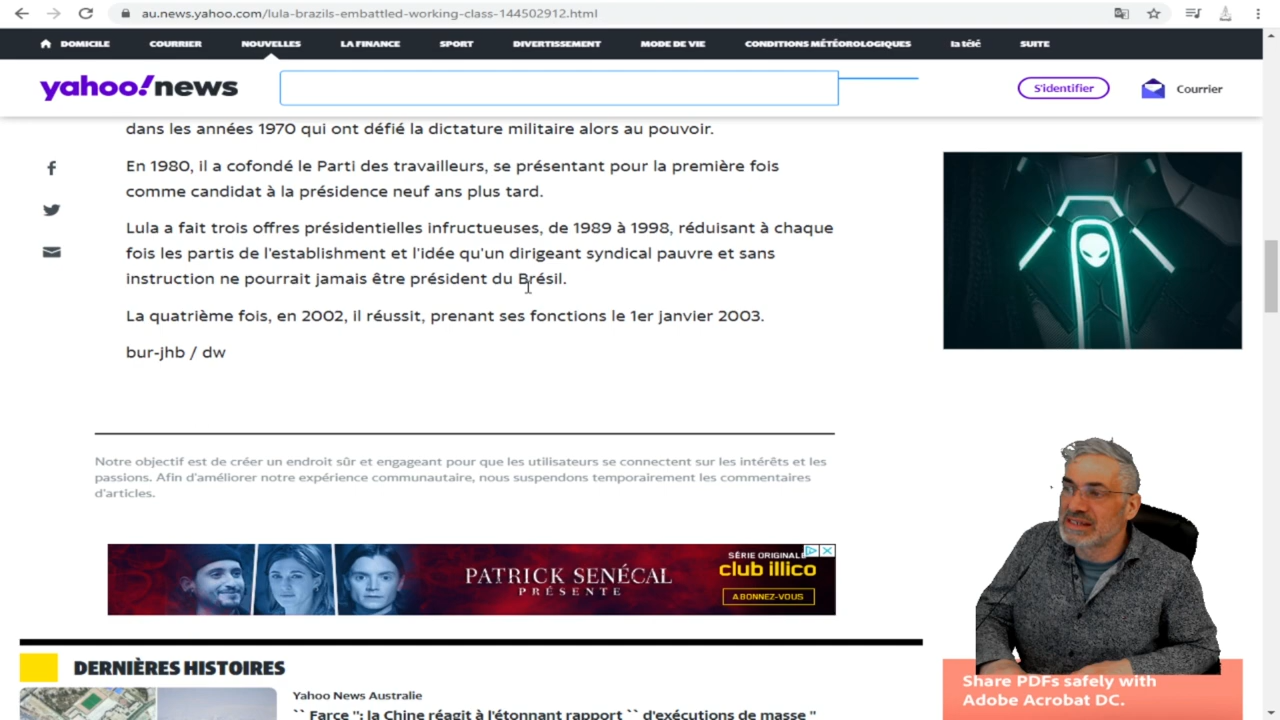 au.news.yahoo.com/lula-brazils-embattled-working-class-144502912.html
DOMICILE COURRIER NOUVELLES LA FINANCE SPORT DIVERTISSEMENT MODE DE VIE CONDITIONS MÉTÉOROLOGIQUES la télé SUITE
yahoo!news S'identifier Courrier
dans les années 1970 qui ont défié la dictature militaire alors au pouvoir.
En 1980, il a cofondé le Parti des travailleurs, se présentant pour la première fois
comme candidat à la présidence neuf ans plus tard.
Lula a fait trois offres présidentielles infructueuses, de 1989 à 1998, réduisant à chaque
fois les partis de l'establishment et l'idée qu'un dirigeant syndical pauvre et sans
instruction ne pourrait jamais être président du Brésil.
La quatrième fois, en 2002, il réussit, prenant ses fonctions le 1er janvier 2003.
bur-jhb / dw
Notre objectif est de créer un endroit sûr et engageant pour que les utilisateurs se connectent sur les intérêts et les
passions. Afin d'améliorer notre expérience communautaire, nous suspendons temporairement les commentaires
d'articles.
PATRICK SENÉCAL
PRÉSENTE
SÉRIE ORIGINALE
club illico
ABONNEZ-VOUS
DERNIÈRES HISTOIRES
Yahoo News Australie
`` Farce '': la Chine réagit à l'étonnant rapport `` d'exécutions de masse ''
Share PDFs safely with
Adobe Acrobat DC.